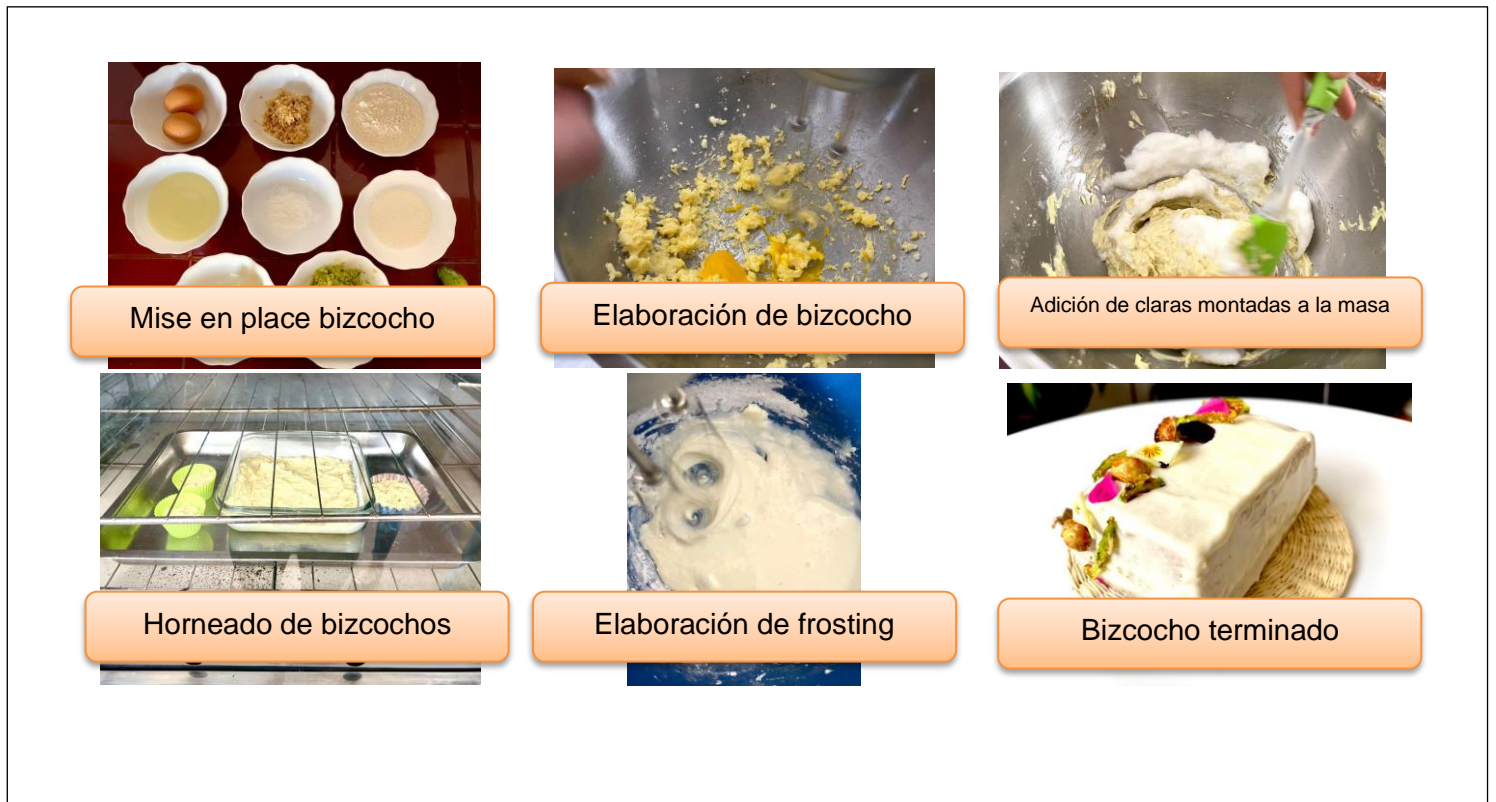 Mise en place bizcocho
Elaboración de bizcocho
Adición de claras montadas a la masa
Horneado de bizcochos
Elaboración de frosting
Bizcocho terminado